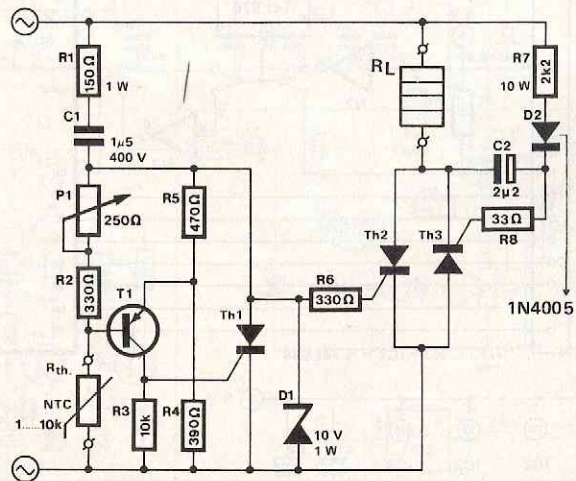 R1
150Ω
1 W
C1
1µ5
400 V
P1
250Ω
R2
330Ω
T1
Rth.
NTC
1.....10k
R3
10k
R5
470Ω
R4
390Ω
Th1
D1
10 V
1 W
R6
330Ω
RL
Th2
Th3
C2
2µ2
33Ω
R8
R7
2k2
10 W
D2
1N4005